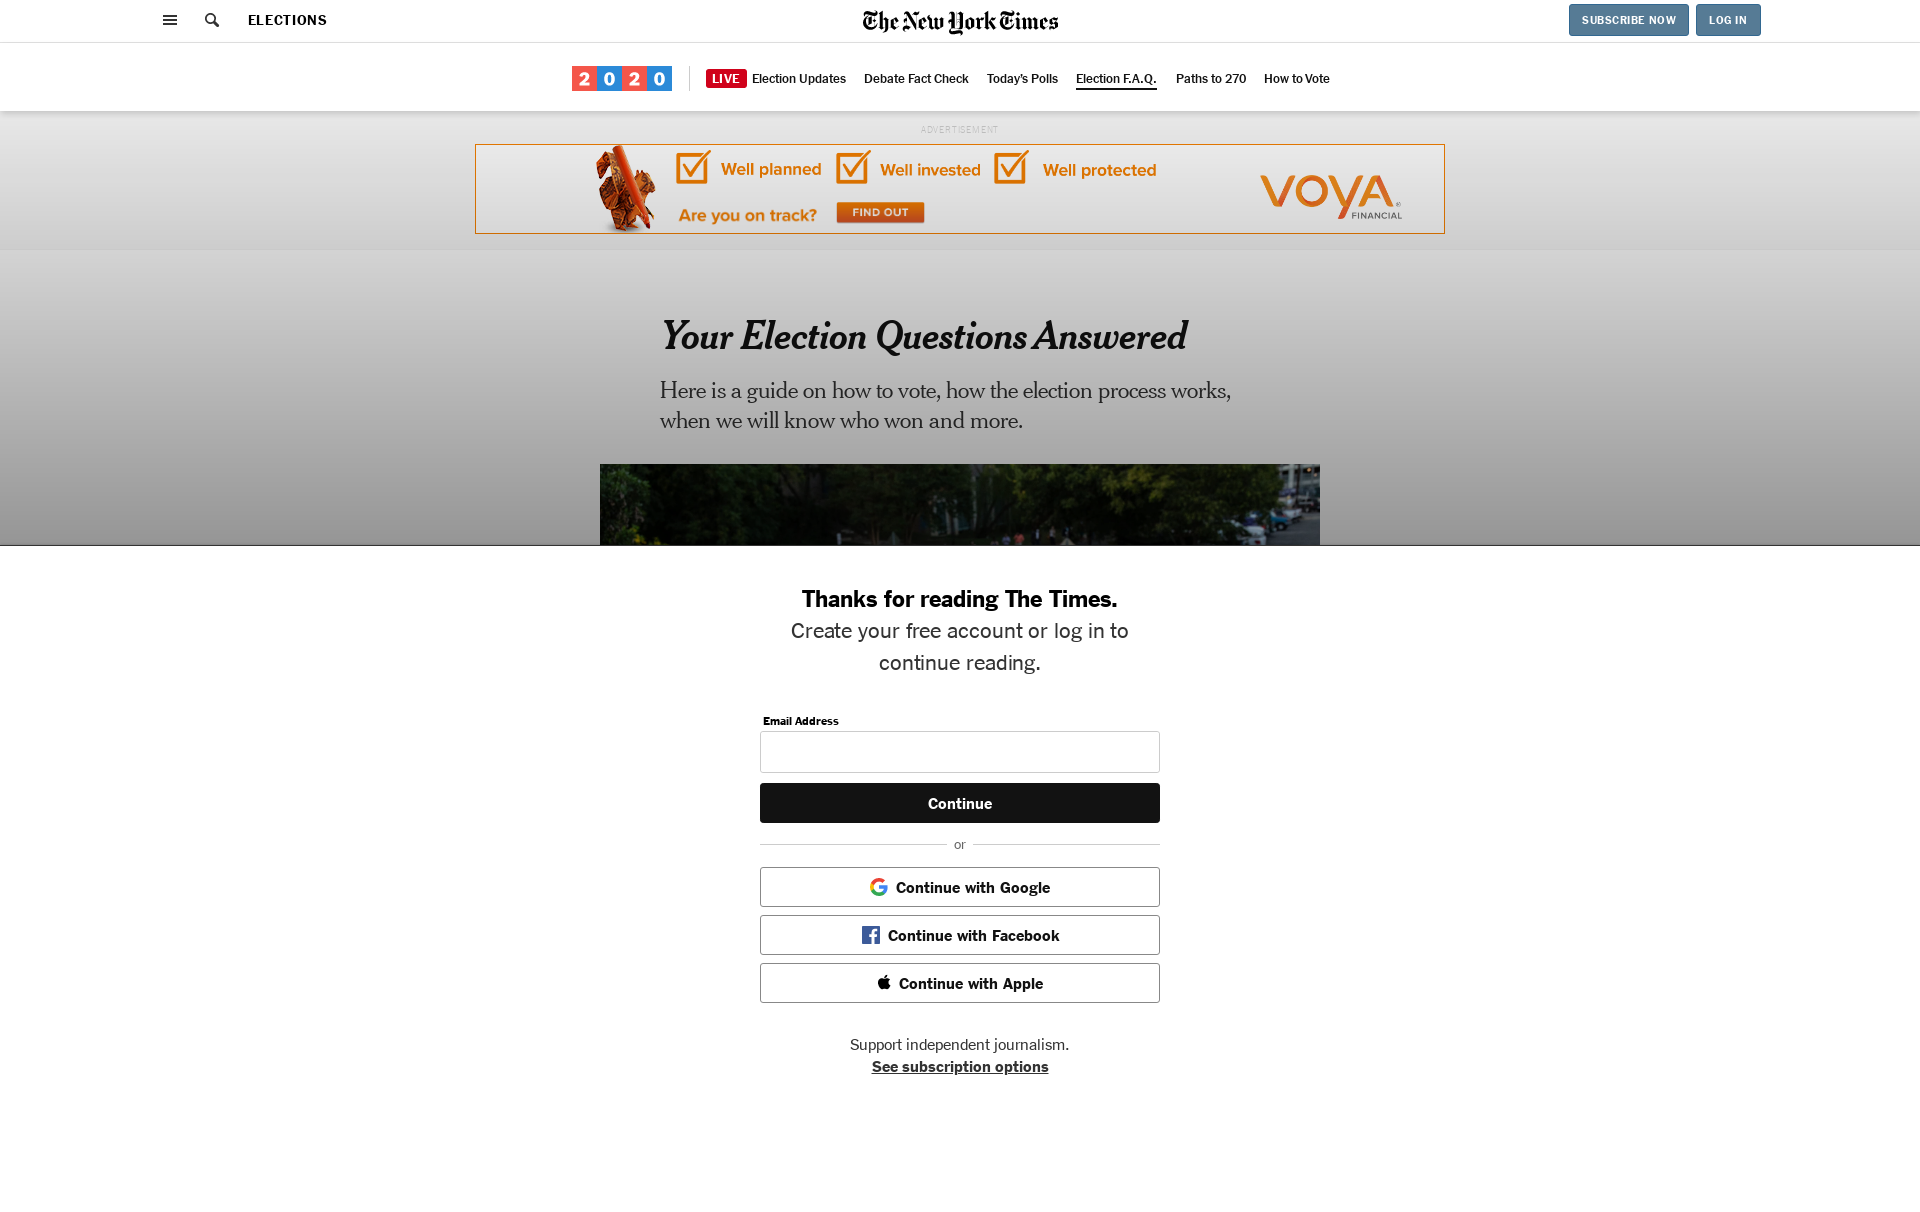 ELECTIONS
The New York Times
SUBSCRIBE NOW
LOG IN
2020
LIVE Election Updates
Debate Fact Check
Today's Polls
Election F.A.Q.
Paths to 270
How to Vote
ADVERTISEMENT
Well planned
Well invested
Well protected
Are you on track?
FIND OUT
VOYA®
FINANCIAL
Your Election Questions Answered
Here is a guide on how to vote, how the election process works,
when we will know who won and more.
Thanks for reading The Times.
Create your free account or log in to
continue reading.
Email Address
Continue
or
Continue with Google
Continue with Facebook
Continue with Apple
Support independent journalism.
See subscription options